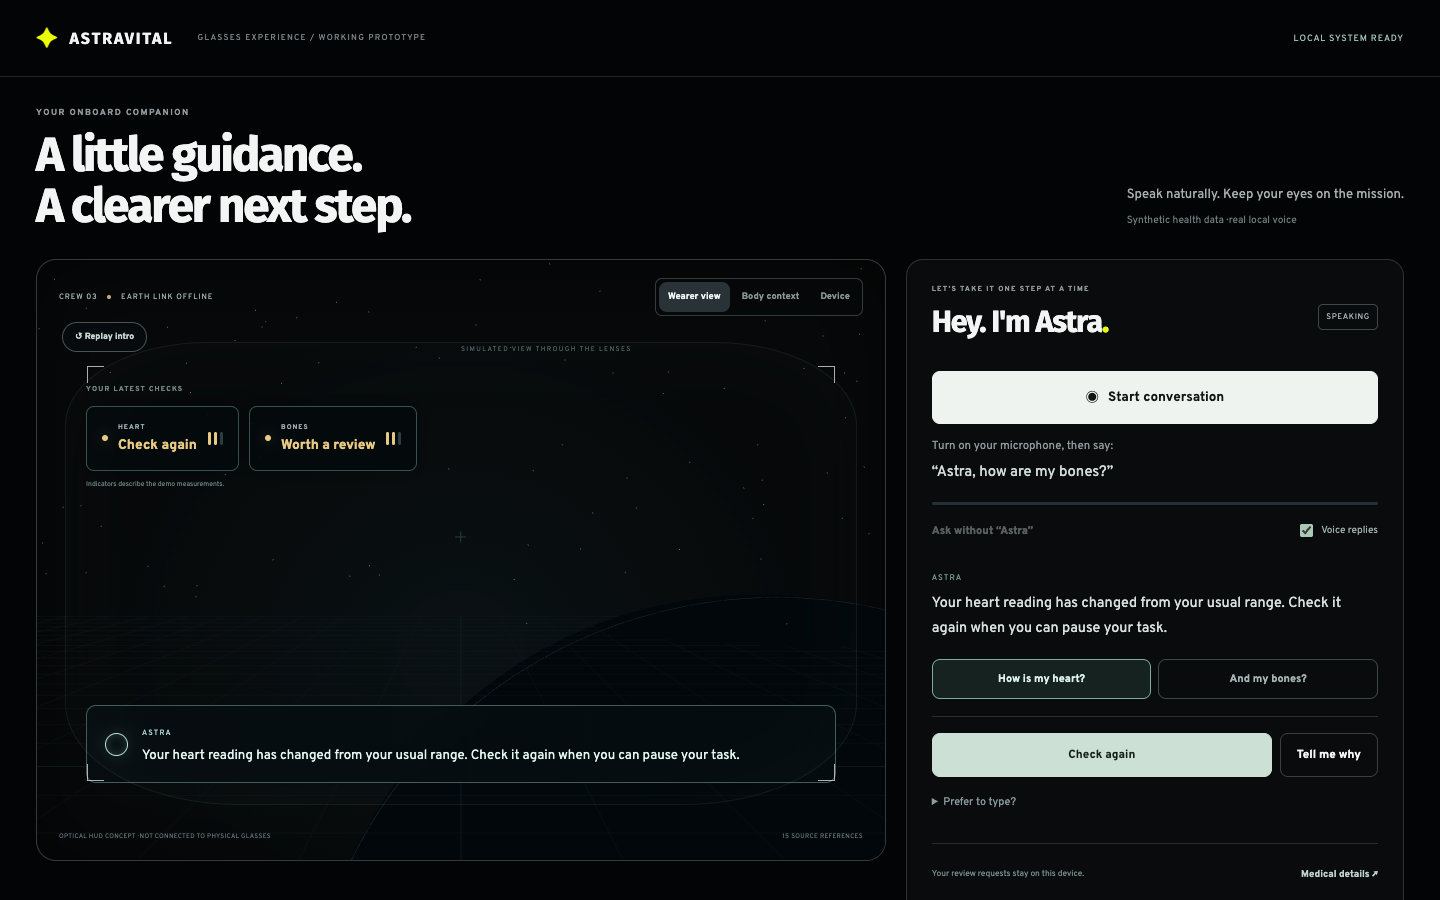 ASTRAVITAL
GLASSES EXPERIENCE / WORKING PROTOTYPE
LOCAL SYSTEM READY
YOUR ONBOARD COMPANION
A little guidance.
A clearer next step.
Speak naturally. Keep your eyes on the mission.
Synthetic health data · real local voice
CREW 03
EARTH LINK OFFLINE
Wearer view
Body context
Device
↺ Replay intro
SIMULATED VIEW THROUGH THE LENSES
YOUR LATEST CHECKS
HEART
Check again
BONES
Worth a review
Indicators describe the demo measurements.
ASTRA
Your heart reading has changed from your usual range. Check it again when you can pause your task.
OPTICAL HUD CONCEPT · NOT CONNECTED TO PHYSICAL GLASSES
15 SOURCE REFERENCES
LET'S TAKE IT ONE STEP AT A TIME
Hey. I'm Astra.
SPEAKING
Start conversation
Turn on your microphone, then say:
“Astra, how are my bones?”
Ask without “Astra”
Voice replies
ASTRA
Your heart reading has changed from your usual range. Check it
again when you can pause your task.
How is my heart?
And my bones?
Check again
Tell me why
▶ Prefer to type?
Your review requests stay on this device.
Medical details ↗